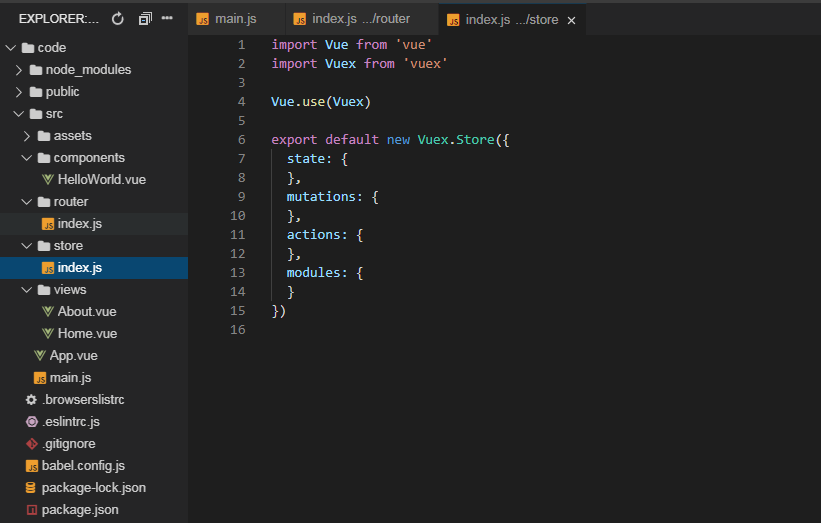 EXPLORER:...
main.js
index.js .../router
index.js .../store
code
node_modules
public
src
assets
components
HelloWorld.vue
router
JS index.js
store
JS index.js
views
About.vue
Home.vue
App.vue
JS main.js
.browserslistrc
.eslintrc.js
.gitignore
JS babel.config.js
package-lock.json
package.json
1 import Vue from 'vue'
2 import Vuex from 'vuex'
3
4 Vue.use(Vuex)
5
6 export default new Vuex.Store({
7 state: {
8 },
9 mutations: {
10 },
11 actions: {
12 },
13 modules: {
14 }
15 })
16